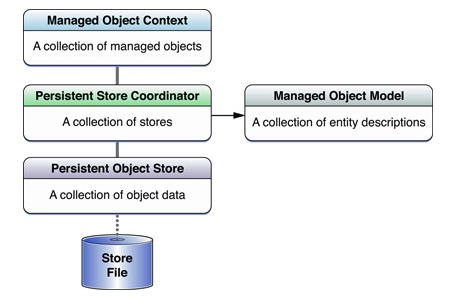 Managed Object Context
A collection of managed objects
Persistent Store Coordinator
A collection of stores
Managed Object Model
A collection of entity descriptions
Persistent Object Store
A collection of object data
Store
File